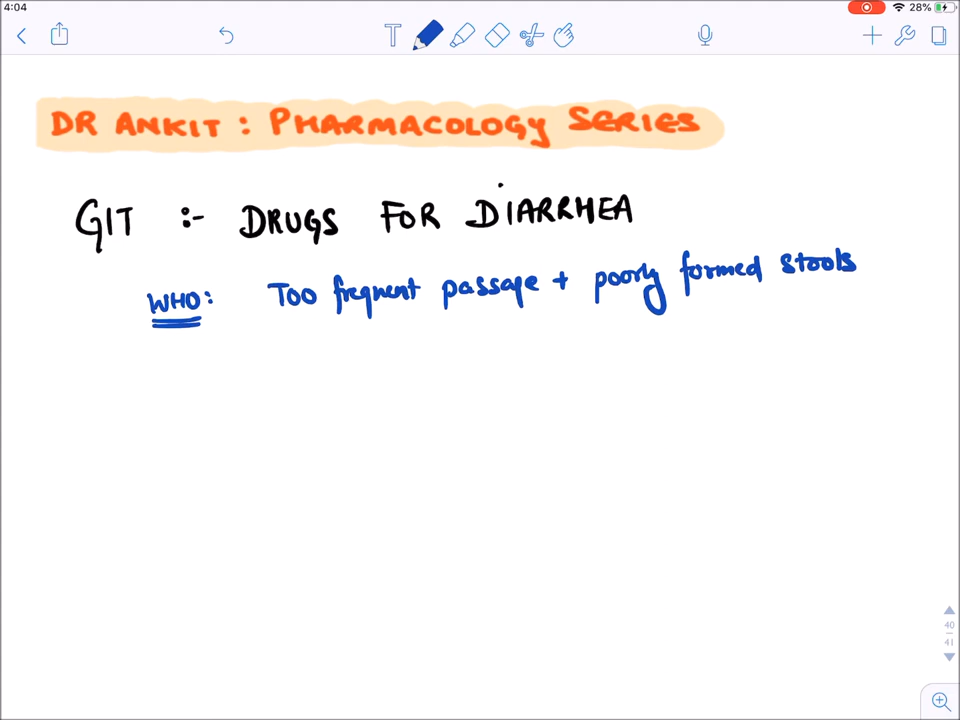 4:04
28%
T
DR ANKIT : PHARMACOLOGY SERIES
GIT :- DRUGS FOR DIARRHEA
WHO: Too frequent passage + poorly formed stools
40
41